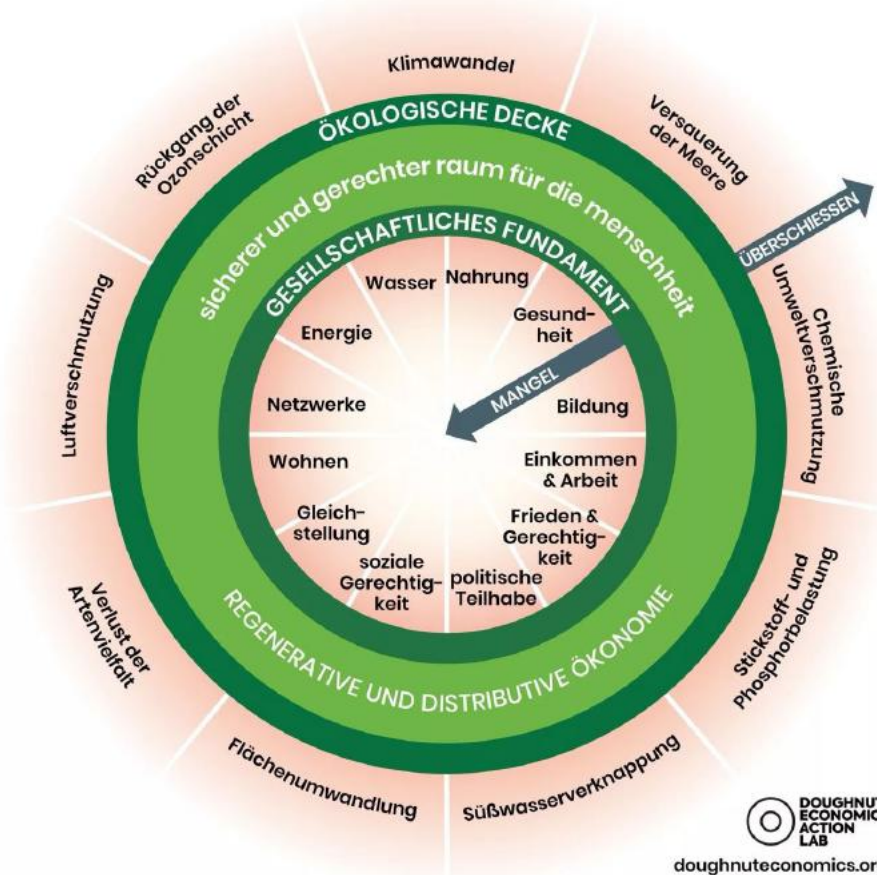 Klimawandel
Versauerung
der Meere
ÜBERSCHIESSEN
Chemische
Umweltverschmutzung
Stickstoff- und
Phosphorbelastung
Süßwasserverknappung
Flächenumwandlung
Verlust der
Artenvielfalt
Luftverschmutzung
Rückgang der
Ozonschicht
ÖKOLOGISCHE DECKE
sicherer und gerechter raum für die menschheit
GESELLSCHAFTLICHES FUNDAMENT
Wasser
Nahrung
Gesund-
heit
MANGEL
Bildung
Einkommen
& Arbeit
Frieden &
Gerechtig-
keit
politische
Teilhabe
soziale
Gerechtig-
keit
Gleich-
stellung
Wohnen
Netzwerke
Energie
REGENERATIVE UND DISTRIBUTIVE ÖKONOMIE
DOUGHNUT
ECONOMIC
ACTION
LAB
doughnuteconomics.or